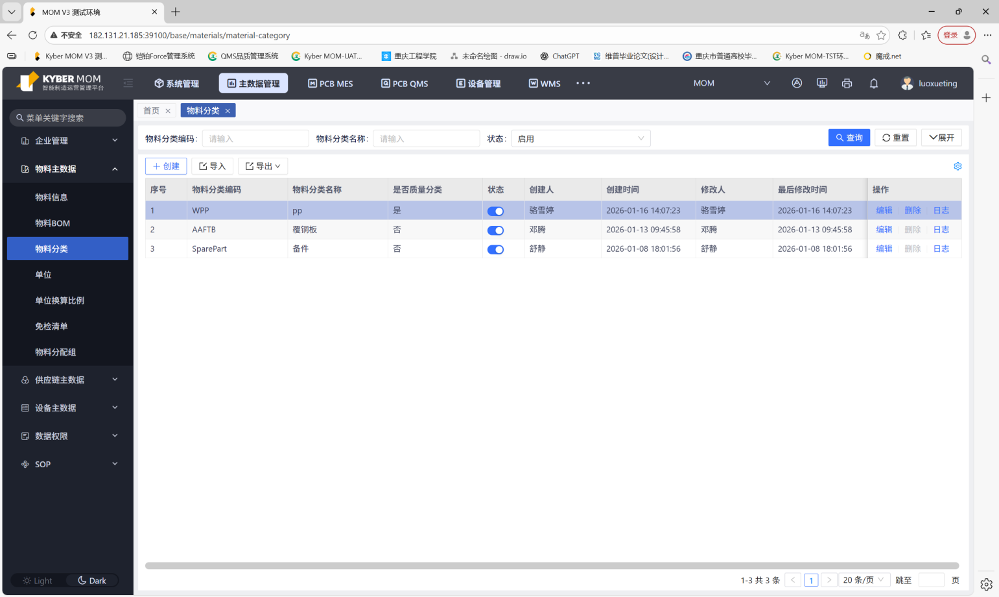 MOM V3 测试环境
不安全 182.131.21.185:39100/base/materials/material-category
登录
Kyber MOM V3 测... 铠铂Force管理系统 QMS品质管理系统 Kyber MOM-UAT... 重庆工程学院 未命名绘图 - draw.io ChatGPT 维普毕业论文(设计... 重庆市普通高校毕... Kyber MOM-TST环... 魔戒.net
KYBER MOM
智能制造运营管理平台
系统管理 主数据管理 PCB MES PCB QMS 设备管理 WMS ••• MOM luoxueting
菜单关键字搜索
企业管理
物料主数据
物料信息
物料BOM
物料分类
单位
单位换算比例
免检清单
物料分配组
供应链主数据
设备主数据
数据权限
SOP
Light Dark
首页 物料分类
物料分类编码: 请输入 物料分类名称: 请输入 状态: 启用 查询 重置 展开
创建 导入 导出
序号 物料分类编码 物料分类名称 是否质量分类 状态 创建人 创建时间 修改人 最后修改时间 操作
1 WPP pp 是 骆雪婷 2026-01-16 14:07:23 骆雪婷 2026-01-16 14:07:23 编辑 删除 日志
2 AAFTB 覆铜板 否 邓腾 2026-01-13 09:45:58 邓腾 2026-01-13 09:45:58 编辑 删除 日志
3 SparePart 备件 否 舒静 2026-01-08 18:01:56 舒静 2026-01-08 18:01:56 编辑 删除 日志
1-3 共 3 条 1 20 条/页 跳至 页